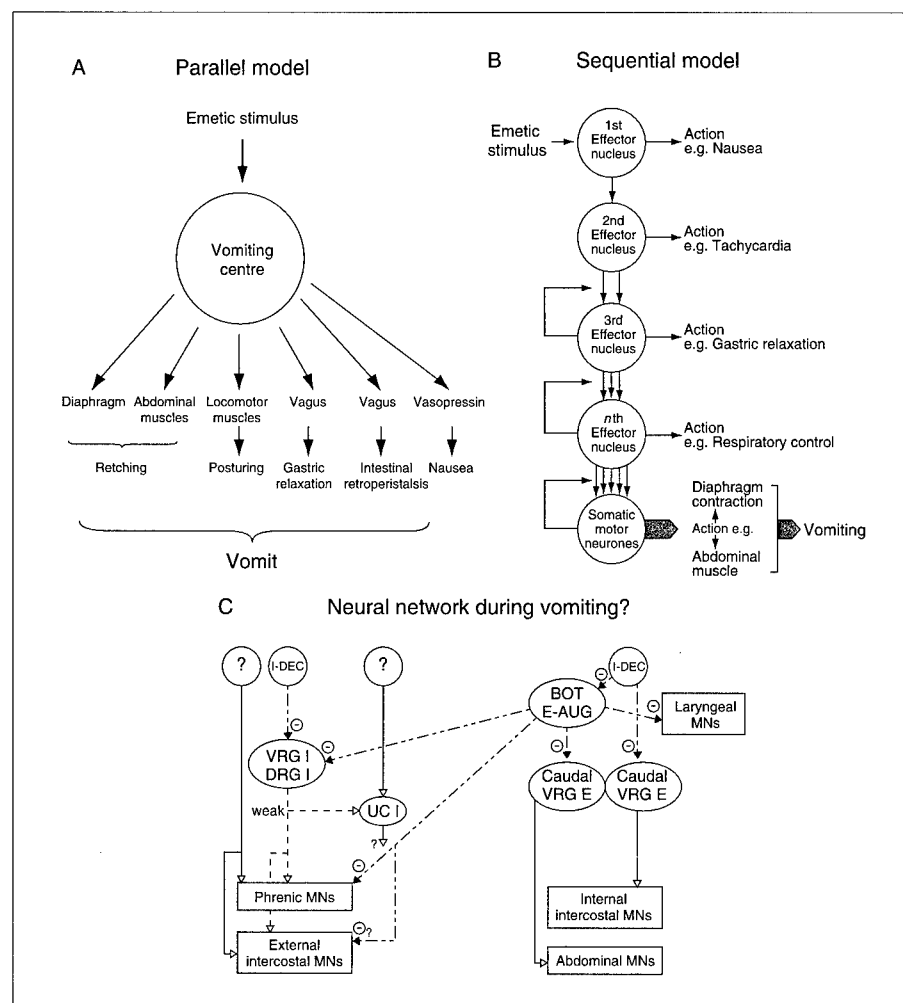 A Parallel model
Emetic stimulus
Vomiting
centre
Diaphragm
Abdominal
muscles
Locomotor
muscles
Vagus
Vagus
Vasopressin
Retching
Posturing
Gastric
relaxation
Intestinal
retroperistalsis
Nausea
Vomit
B Sequential model
Emetic
stimulus
1st
Effector
nucleus
Action
e.g. Nausea
2nd
Effector
nucleus
Action
e.g. Tachycardia
3rd
Effector
nucleus
Action
e.g. Gastric relaxation
nth
Effector
nucleus
Action
e.g. Respiratory control
Somatic
motor
neurones
Diaphragm
contraction
Action e.g.
Abdominal
muscle
Vomiting
C Neural network during vomiting?
?
I-DEC
?
I-DEC
−
BOT
E-AUG
−
Laryngeal
MNs
−
−
VRG I
DRG I
−
−
Caudal
VRG E
Caudal
VRG E
weak
UC I
?
−
Phrenic MNs
− ?
External
intercostal MNs
Internal
intercostal MNs
Abdominal MNs